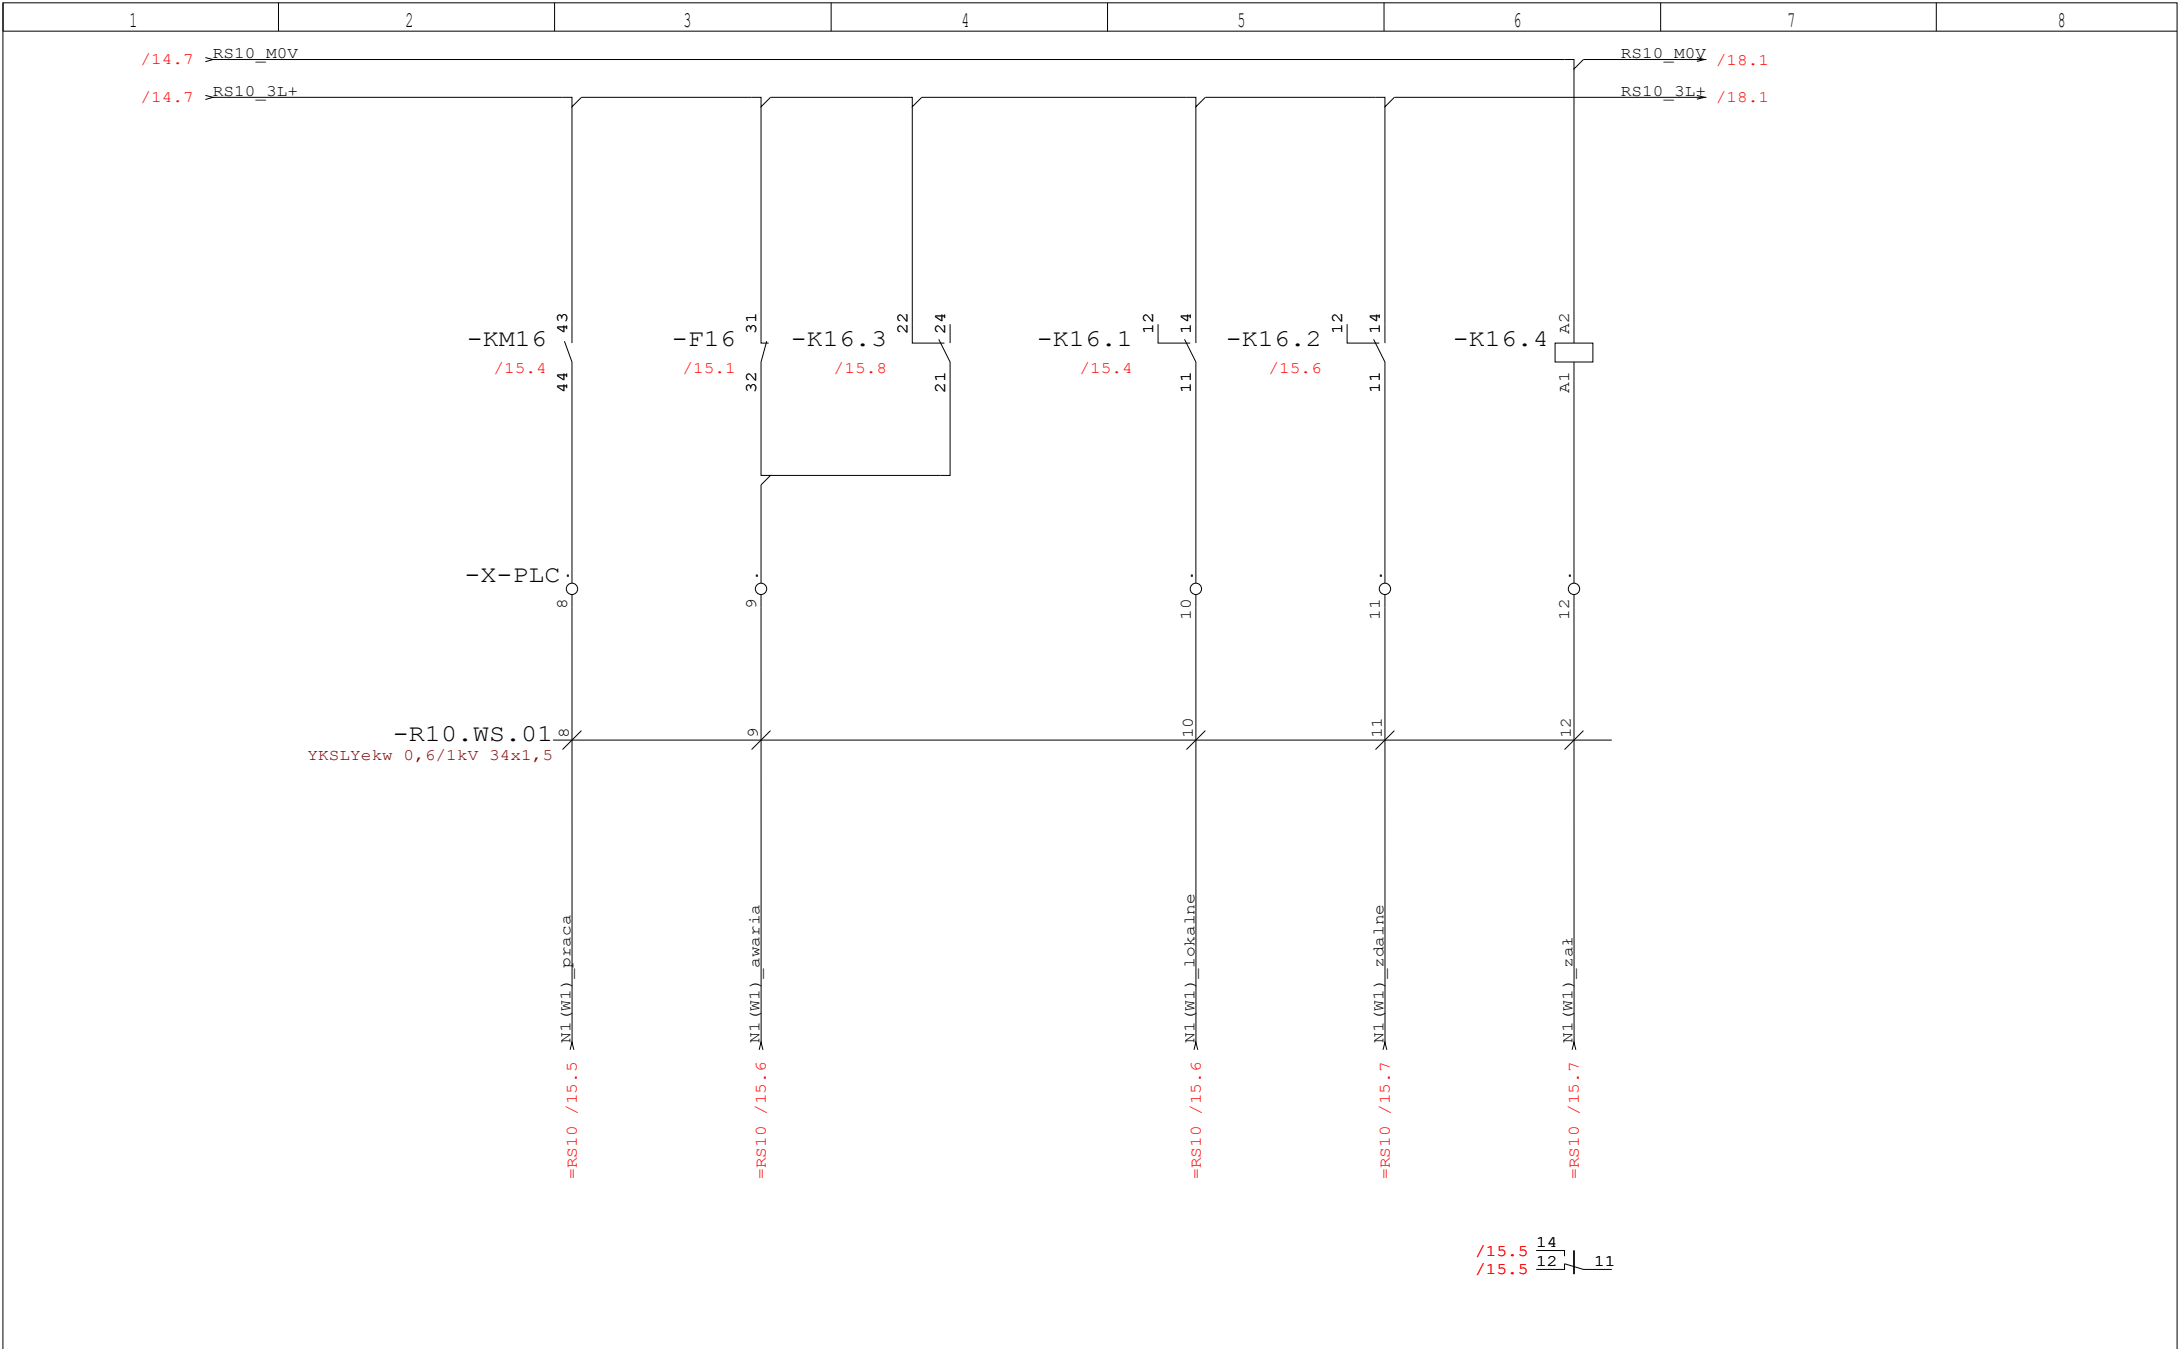 1 2 3 4 5 6 7 8
/14.7 RS10_M0V RS10_M0V /18.1
/14.7 RS10_3L+ RS10_3L+ /18.1
43 31 22 24 12 14 12 14 A2
-KM16 -F16 -K16.3 -K16.1 -K16.2 -K16.4
/15.4 /15.1 /15.8 /15.4 /15.6
44 32 21 11 11 A1
-X-PLC
8 9 10 11 12
-R10.WS.01 8 9 10 11 12
YKSLYekw 0,6/1kV 34x1,5
N1(W1)_praca
N1(W1)_awaria
N1(W1)_lokalne
N1(W1)_zdalne
N1(W1)_zał
=RS10 /15.5
=RS10 /15.6
=RS10 /15.6
=RS10 /15.7
=RS10 /15.7
/15.5 14
/15.5 12 11